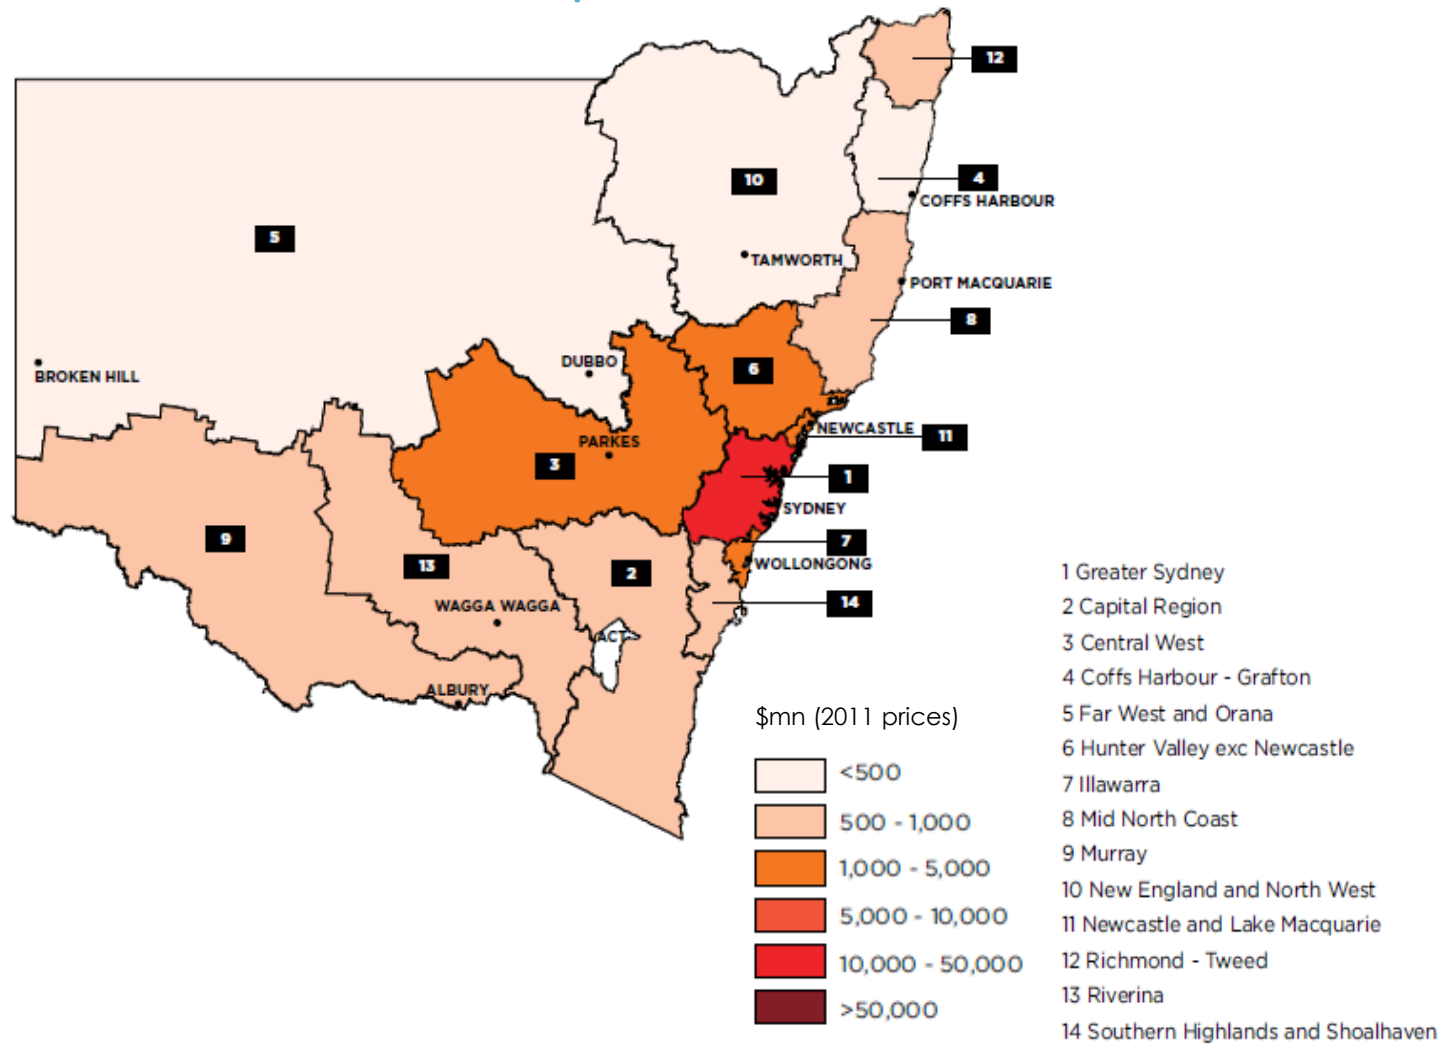 12
10
4
COFFS HARBOUR
5
TAMWORTH
PORT MACQUARIE
8
BROKEN HILL
DUBBO
6
NEWCASTLE
11
PARKES
3
1
SYDNEY
9
7
WOLLONGONG
13
2
14
WAGGA WAGGA
ACT
ALBURY
$mn (2011 prices)
<500
500 - 1,000
1,000 - 5,000
5,000 - 10,000
10,000 - 50,000
>50,000
1 Greater Sydney
2 Capital Region
3 Central West
4 Coffs Harbour - Grafton
5 Far West and Orana
6 Hunter Valley exc Newcastle
7 Illawarra
8 Mid North Coast
9 Murray
10 New England and North West
11 Newcastle and Lake Macquarie
12 Richmond - Tweed
13 Riverina
14 Southern Highlands and Shoalhaven